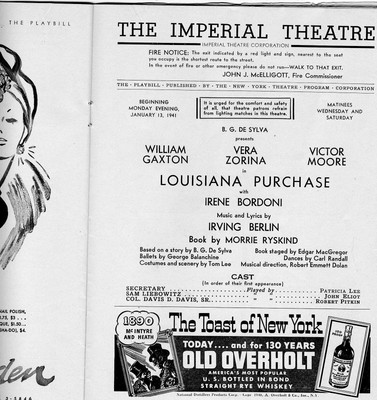 THE PLAYBILL
THE IMPERIAL THEATRE
IMPERIAL THEATRE CORPORATION
FIRE NOTICE: The exit indicated by a red light and sign, nearest to the seat
you occupy is the shortest route to the street.
In the event of fire or other emergency please do not run—WALK TO THAT EXIT.
JOHN J. McELLIGOTT, Fire Commissioner
THE · PLAYBILL · PUBLISHED · BY · THE · NEW · YORK · THEATRE · PROGRAM · CORPORATION
BEGINNING
MONDAY EVENING,
JANUARY 13, 1941
It is urged for the comfort and safety
of all, that theatre patrons refrain
from lighting matches in this theatre.
MATINEES
WEDNESDAY AND
SATURDAY
B. G. DE SYLVA
presents
WILLIAM GAXTON
VERA ZORINA
VICTOR MOORE
in
LOUISIANA PURCHASE
with
IRENE BORDONI
Music and Lyrics by
IRVING BERLIN
Book by MORRIE RYSKIND
Based on a story by B. G. De Sylva
Book staged by Edgar MacGregor
Ballets by George Balanchine
Dances by Carl Randall
Costumes and scenery by Tom Lee
Musical direction, Robert Emmett Dolan
CAST
(In order of their first appearance)
SECRETARY Played by PATRICIA LEE
SAM LIEBOWITZ " " JOHN ELIOT
COL. DAVIS D. DAVIS, SR. " " ROBERT PITKIN
1890
McINTYRE
AND HEATH
The Toast of New York
TODAY....and for 130 YEARS
OLD OVERHOLT
AMERICA'S MOST POPULAR
U. S. BOTTLED IN BOND
STRAIGHT RYE WHISKEY